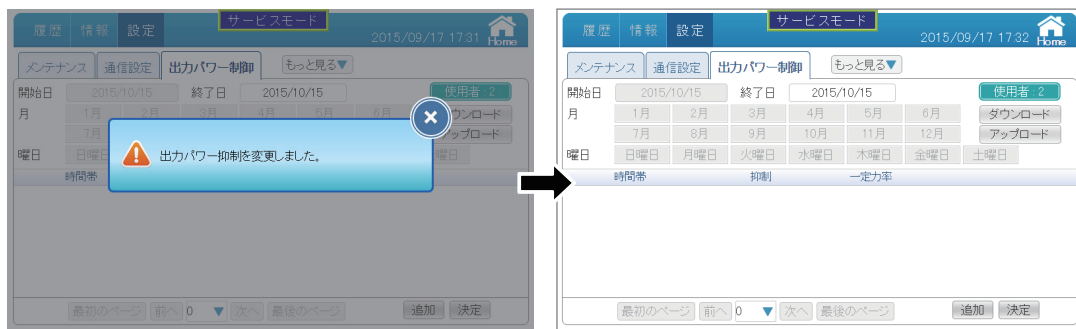 サービスモード
履歴 情報 設定 2015/09/17 17:31 Home
メンテナンス 通信設定 出力パワー制御 もっと見る▼
開始日 2015/10/15 終了日 2015/10/15 使用者 : 2
月 1月 2月 3月 4月 5月 6月 ウンロード
7月 アップロード
出力パワー抑制を変更しました。
曜日 日曜日 曜日
時間帯
最初のページ 前へ 0 ▼ 次へ 最後のページ 追加 決定
サービスモード
履歴 情報 設定 2015/09/17 17:32 Home
メンテナンス 通信設定 出力パワー制御 もっと見る▼
開始日 2015/10/15 終了日 2015/10/15 使用者 : 2
月 1月 2月 3月 4月 5月 6月 ダウンロード
7月 8月 9月 10月 11月 12月 アップロード
曜日 日曜日 月曜日 火曜日 水曜日 木曜日 金曜日 土曜日
時間帯 抑制 一定力率
最初のページ 前へ 0 ▼ 次へ 最後のページ 追加 決定